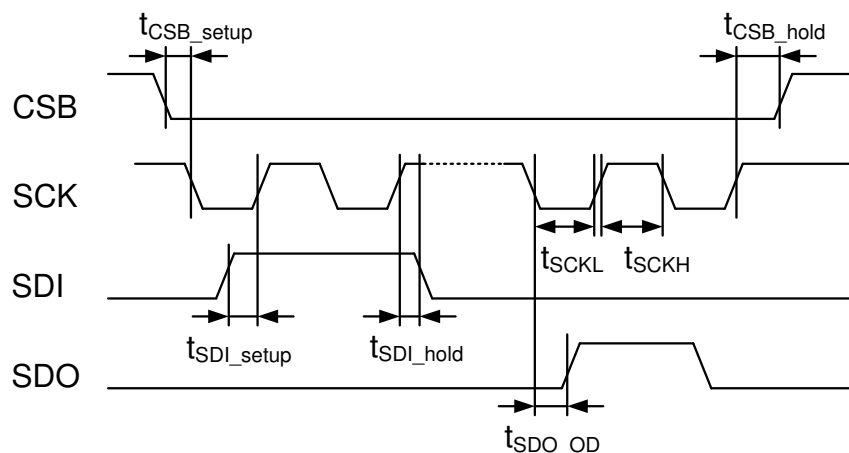 tCSB_setup
tCSB_hold
CSB
SCK
tSCKL
tSCKH
SDI
tSDI_setup
tSDI_hold
SDO
tSDO_OD